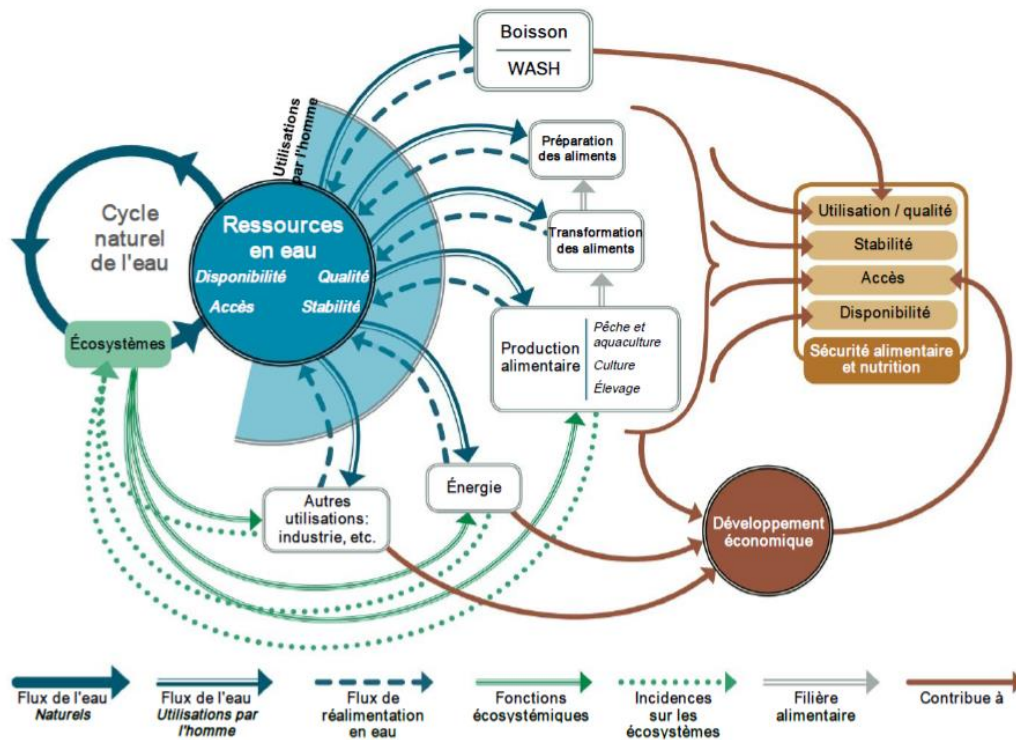 Boisson
WASH
Utilisations
par l'homme
Préparation
des aliments
Cycle
naturel
de l'eau
Ressources
en eau
Disponibilité Qualité
Accès Stabilité
Transformation
des aliments
Utilisation / qualité
Stabilité
Accès
Disponibilité
Sécurité alimentaire
et nutrition
Écosystèmes
Production
alimentaire
Pêche et
aquaculture
Culture
Élevage
Autres
utilisations:
industrie, etc.
Énergie
Développement
économique
Flux de l'eau
Naturels
Flux de l'eau
Utilisations par
l'homme
Flux de
réalimentation
en eau
Fonctions
écosystémiques
Incidences
sur les
écosystèmes
Filière
alimentaire
Contribue à